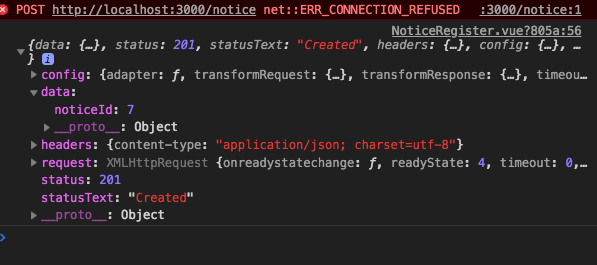 POST http://localhost:3000/notice net::ERR_CONNECTION_REFUSED :3000/notice:1
NoticeRegister.vue?805a:56
{data: {…}, status: 201, statusText: "Created", headers: {…}, config: {…}, …
} i
config: {adapter: ƒ, transformRequest: {…}, transformResponse: {…}, timeou…
data:
noticeId: 7
__proto__: Object
headers: {content-type: "application/json; charset=utf-8"}
request: XMLHttpRequest {onreadystatechange: ƒ, readyState: 4, timeout: 0,…
status: 201
statusText: "Created"
__proto__: Object